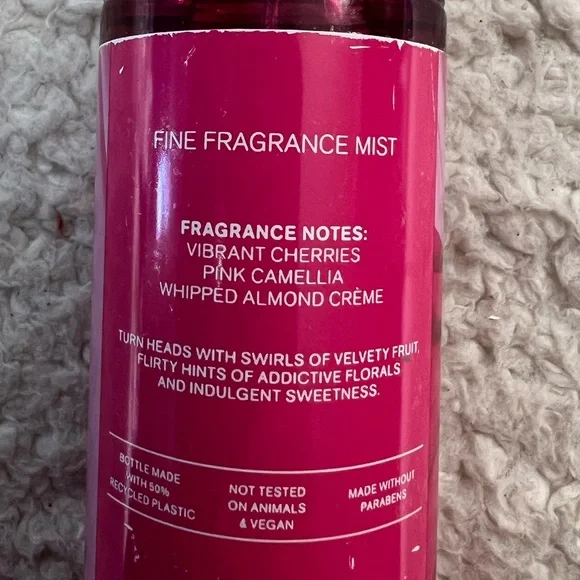 FINE FRAGRANCE MIST
FRAGRANCE NOTES:
VIBRANT CHERRIES
PINK CAMELLIA
WHIPPED ALMOND CRÈME
TURN HEADS WITH SWIRLS OF VELVETY FRUIT,
FLIRTY HINTS OF ADDICTIVE FLORALS
AND INDULGENT SWEETNESS.
BOTTLE MADE
WITH 50%
RECYCLED PLASTIC
NOT TESTED
ON ANIMALS
& VEGAN
MADE WITHOUT
PARABENS